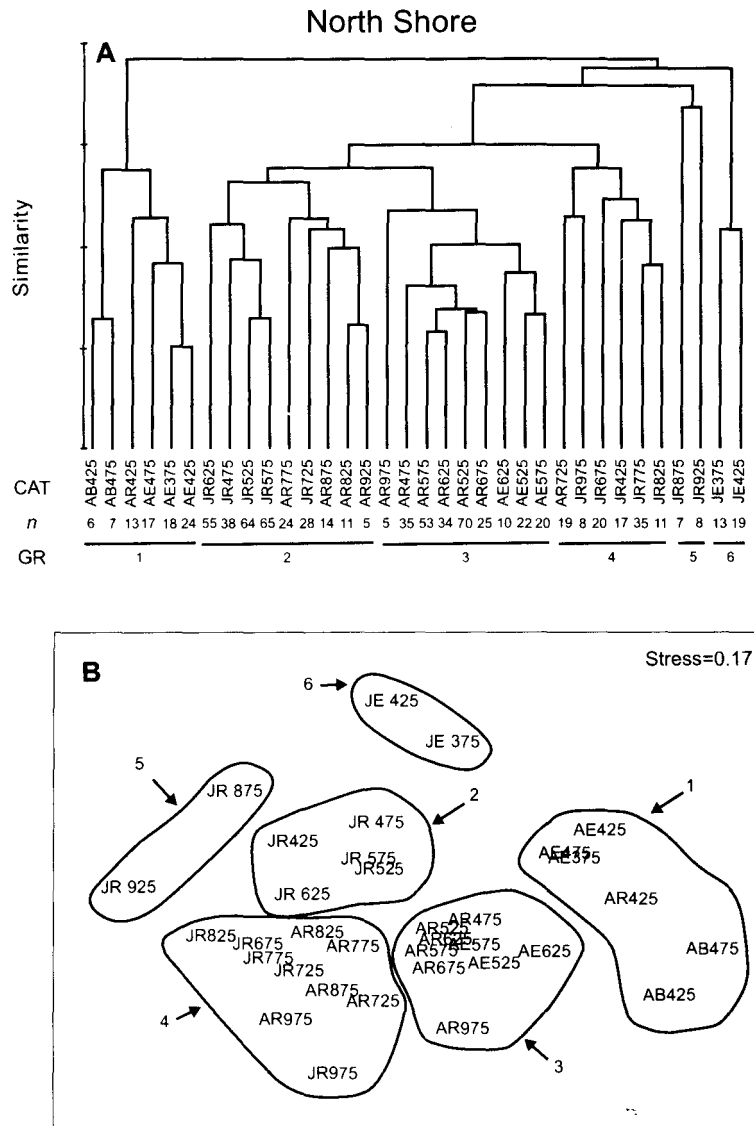 North Shore
A
Similarity
CAT AB425 AB475 AR425 AE475 AE375 AE425 JR625 JR475 JR525 JR575 AR775 JR725 AR875 AR825 AR925 AR975 AR475 AR575 AR625 AR525 AR675 AE625 AE525 AE575 AR725 JR975 JR675 JR425 JR775 JR825 JR875 JR925 JE375 JE425
n 6 7 13 17 18 24 55 38 64 65 24 28 14 11 5 5 35 53 34 70 25 10 22 20 19 8 20 17 35 11 7 8 13 19
GR 1 2 3 4 5 6
B
Stress=0.17
6
JE 425
JE 375
5
JR 875
JR 925
2
JR 475
JR425
JR 575
JR525
JR 625
1
AE425
AE475
AE375
AR425
AB475
AB425
JR825
JR675
JR775
JR725
AR825
AR775
AR875
AR725
AR975
JR975
4
AR475
AR525
AR625
AE575
AR575
AR675
AE525
AE625
AR975
3